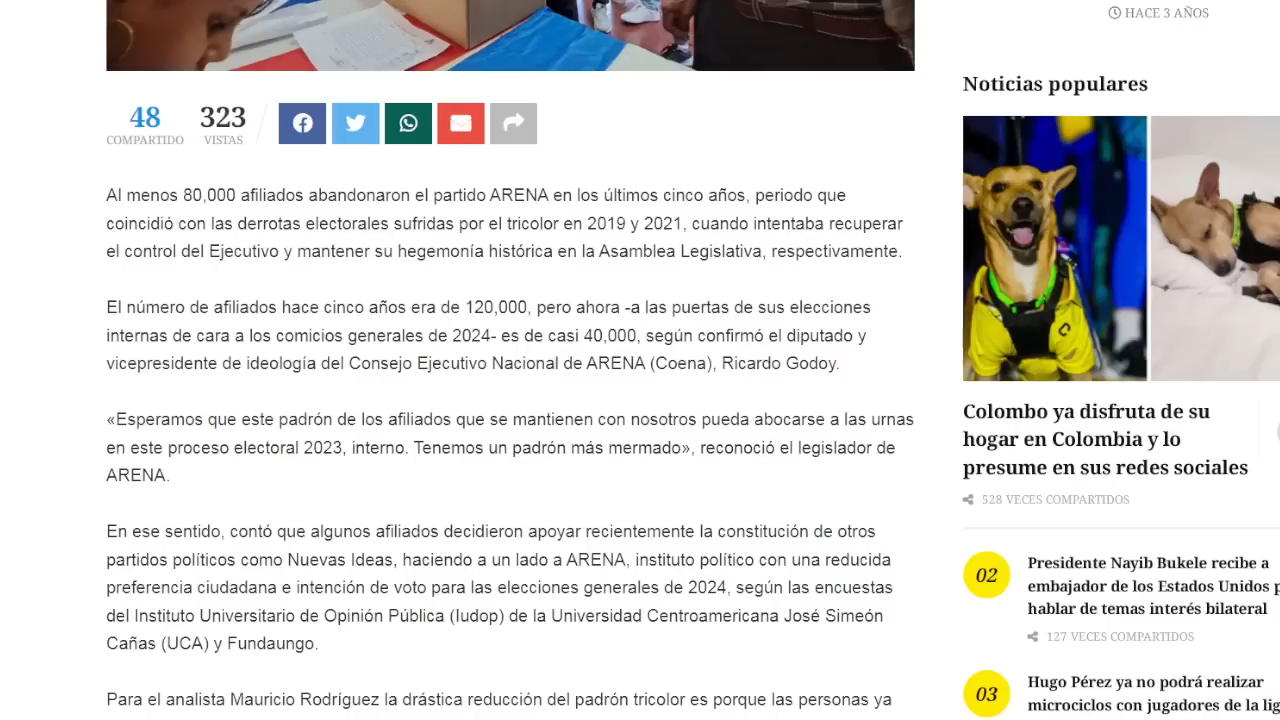 HACE 3 AÑOS
Noticias populares
48
COMPARTIDO
323
VISTAS
Al menos 80,000 afiliados abandonaron el partido ARENA en los últimos cinco años, periodo que
coincidió con las derrotas electorales sufridas por el tricolor en 2019 y 2021, cuando intentaba recuperar
el control del Ejecutivo y mantener su hegemonía histórica en la Asamblea Legislativa, respectivamente.
El número de afiliados hace cinco años era de 120,000, pero ahora -a las puertas de sus elecciones
internas de cara a los comicios generales de 2024- es de casi 40,000, según confirmó el diputado y
vicepresidente de ideología del Consejo Ejecutivo Nacional de ARENA (Coena), Ricardo Godoy.
«Esperamos que este padrón de los afiliados que se mantienen con nosotros pueda abocarse a las urnas
en este proceso electoral 2023, interno. Tenemos un padrón más mermado», reconoció el legislador de
ARENA.
En ese sentido, contó que algunos afiliados decidieron apoyar recientemente la constitución de otros
partidos políticos como Nuevas Ideas, haciendo a un lado a ARENA, instituto político con una reducida
preferencia ciudadana e intención de voto para las elecciones generales de 2024, según las encuestas
del Instituto Universitario de Opinión Pública (Iudop) de la Universidad Centroamericana José Simeón
Cañas (UCA) y Fundaungo.
Para el analista Mauricio Rodríguez la drástica reducción del padrón tricolor es porque las personas ya
Colombo ya disfruta de su
hogar en Colombia y lo
presume en sus redes sociales
528 VECES COMPARTIDOS
02
Presidente Nayib Bukele recibe a
embajador de los Estados Unidos p
hablar de temas interés bilateral
127 VECES COMPARTIDOS
03
Hugo Pérez ya no podrá realizar
microciclos con jugadores de la lig